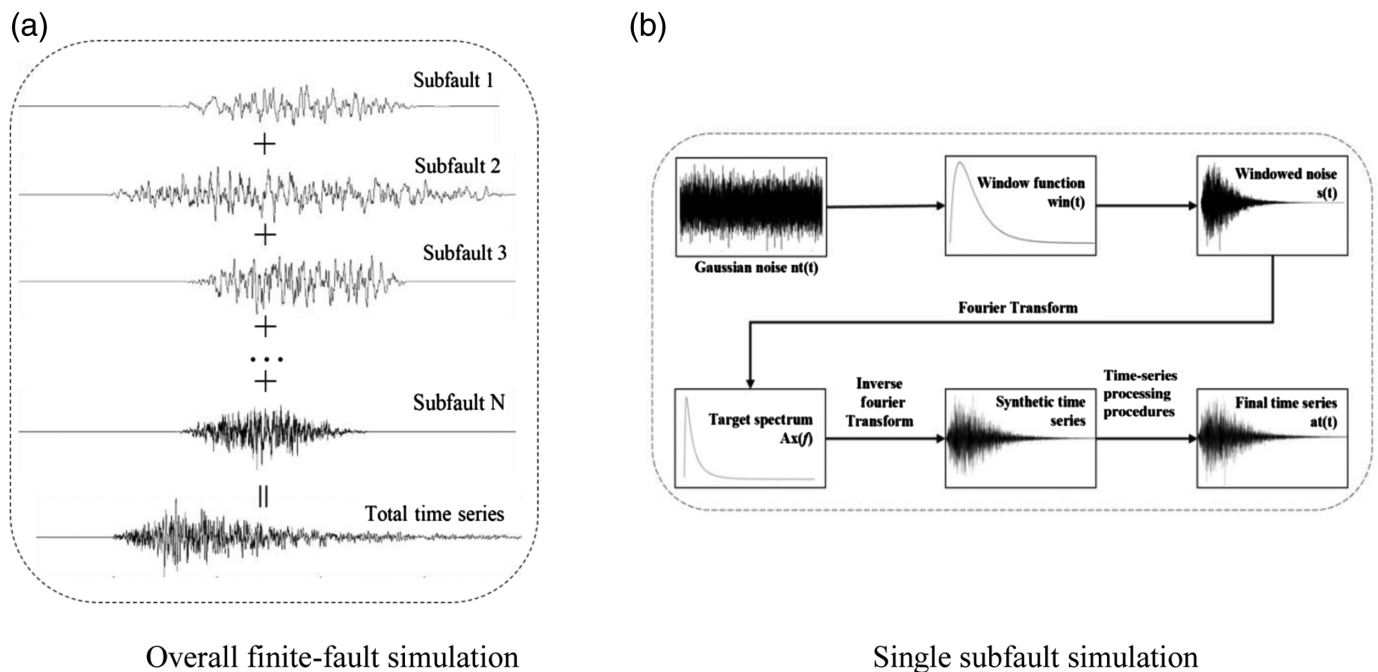 (a)
Subfault 1
+
Subfault 2
+
Subfault 3
+
...
+
Subfault N
=
Total time series
Overall finite-fault simulation
(b)
Gaussian noise nt(t)
Window function
win(t)
Windowed noise
s(t)
Fourier Transform
Target spectrum
Ax(f)
Inverse
fourier
Transform
Synthetic time
series
Time-series
processing
procedures
Final time series
at(t)
Single subfault simulation